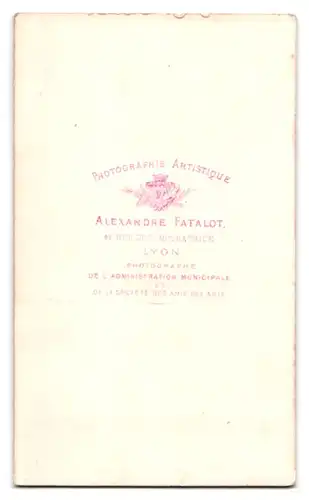 PHOTOGRAPHIE ARTISTIQUE
ALEXANDRE FATALOT,
LYON
PHOTOGRAPHE
DE L'ADMINISTRATION MUNICIPALE
ET
DE LA SOCIÉTÉ DES AMIS DES ARTS